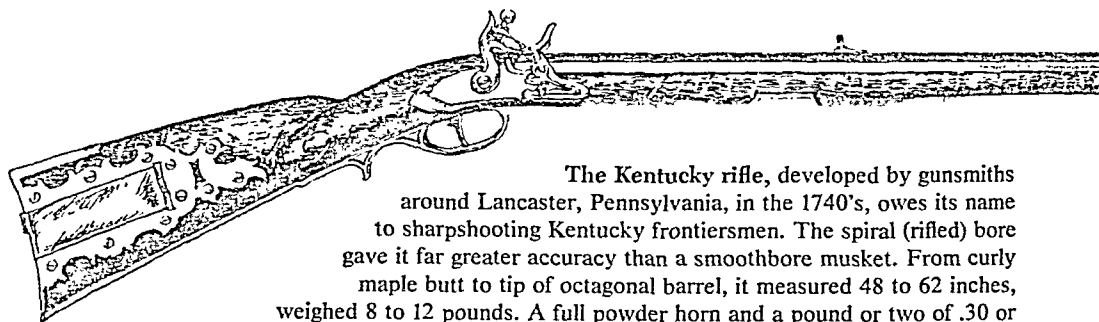 The Kentucky rifle, developed by gunsmiths
around Lancaster, Pennsylvania, in the 1740's, owes its name
to sharpshooting Kentucky frontiersmen. The spiral (rifled) bore
gave it far greater accuracy than a smoothbore musket. From curly
maple butt to tip of octagonal barrel, it measured 48 to 62 inches,
weighed 8 to 12 pounds. A full powder horn and a pound or two of .30 or